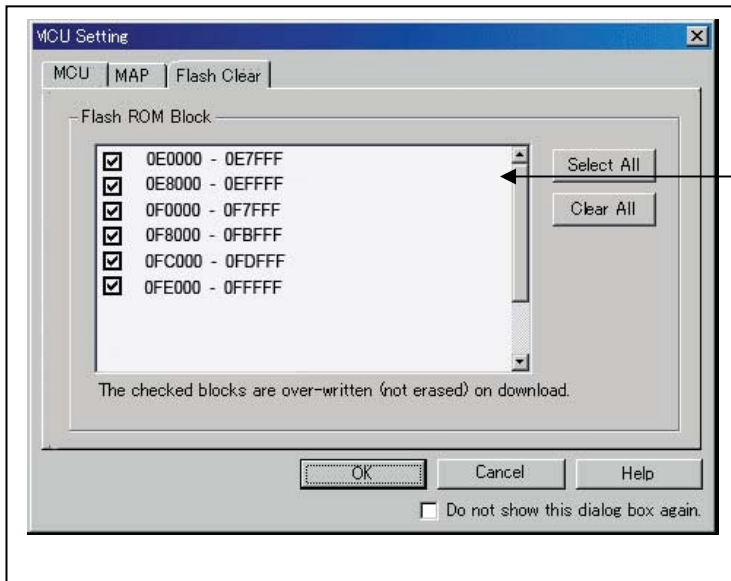 MCU Setting
MCU MAP Flash Clear
Flash ROM Block
0E0000 - 0E7FFF
0E8000 - 0EFFFF
0F0000 - 0F7FFF
0F8000 - 0FBFFF
0FC000 - 0FDFFF
0FE000 - 0FFFFF
Select All
Clear All
The checked blocks are over-written (not erased) on download.
OK Cancel Help
Do not show this dialog box again.